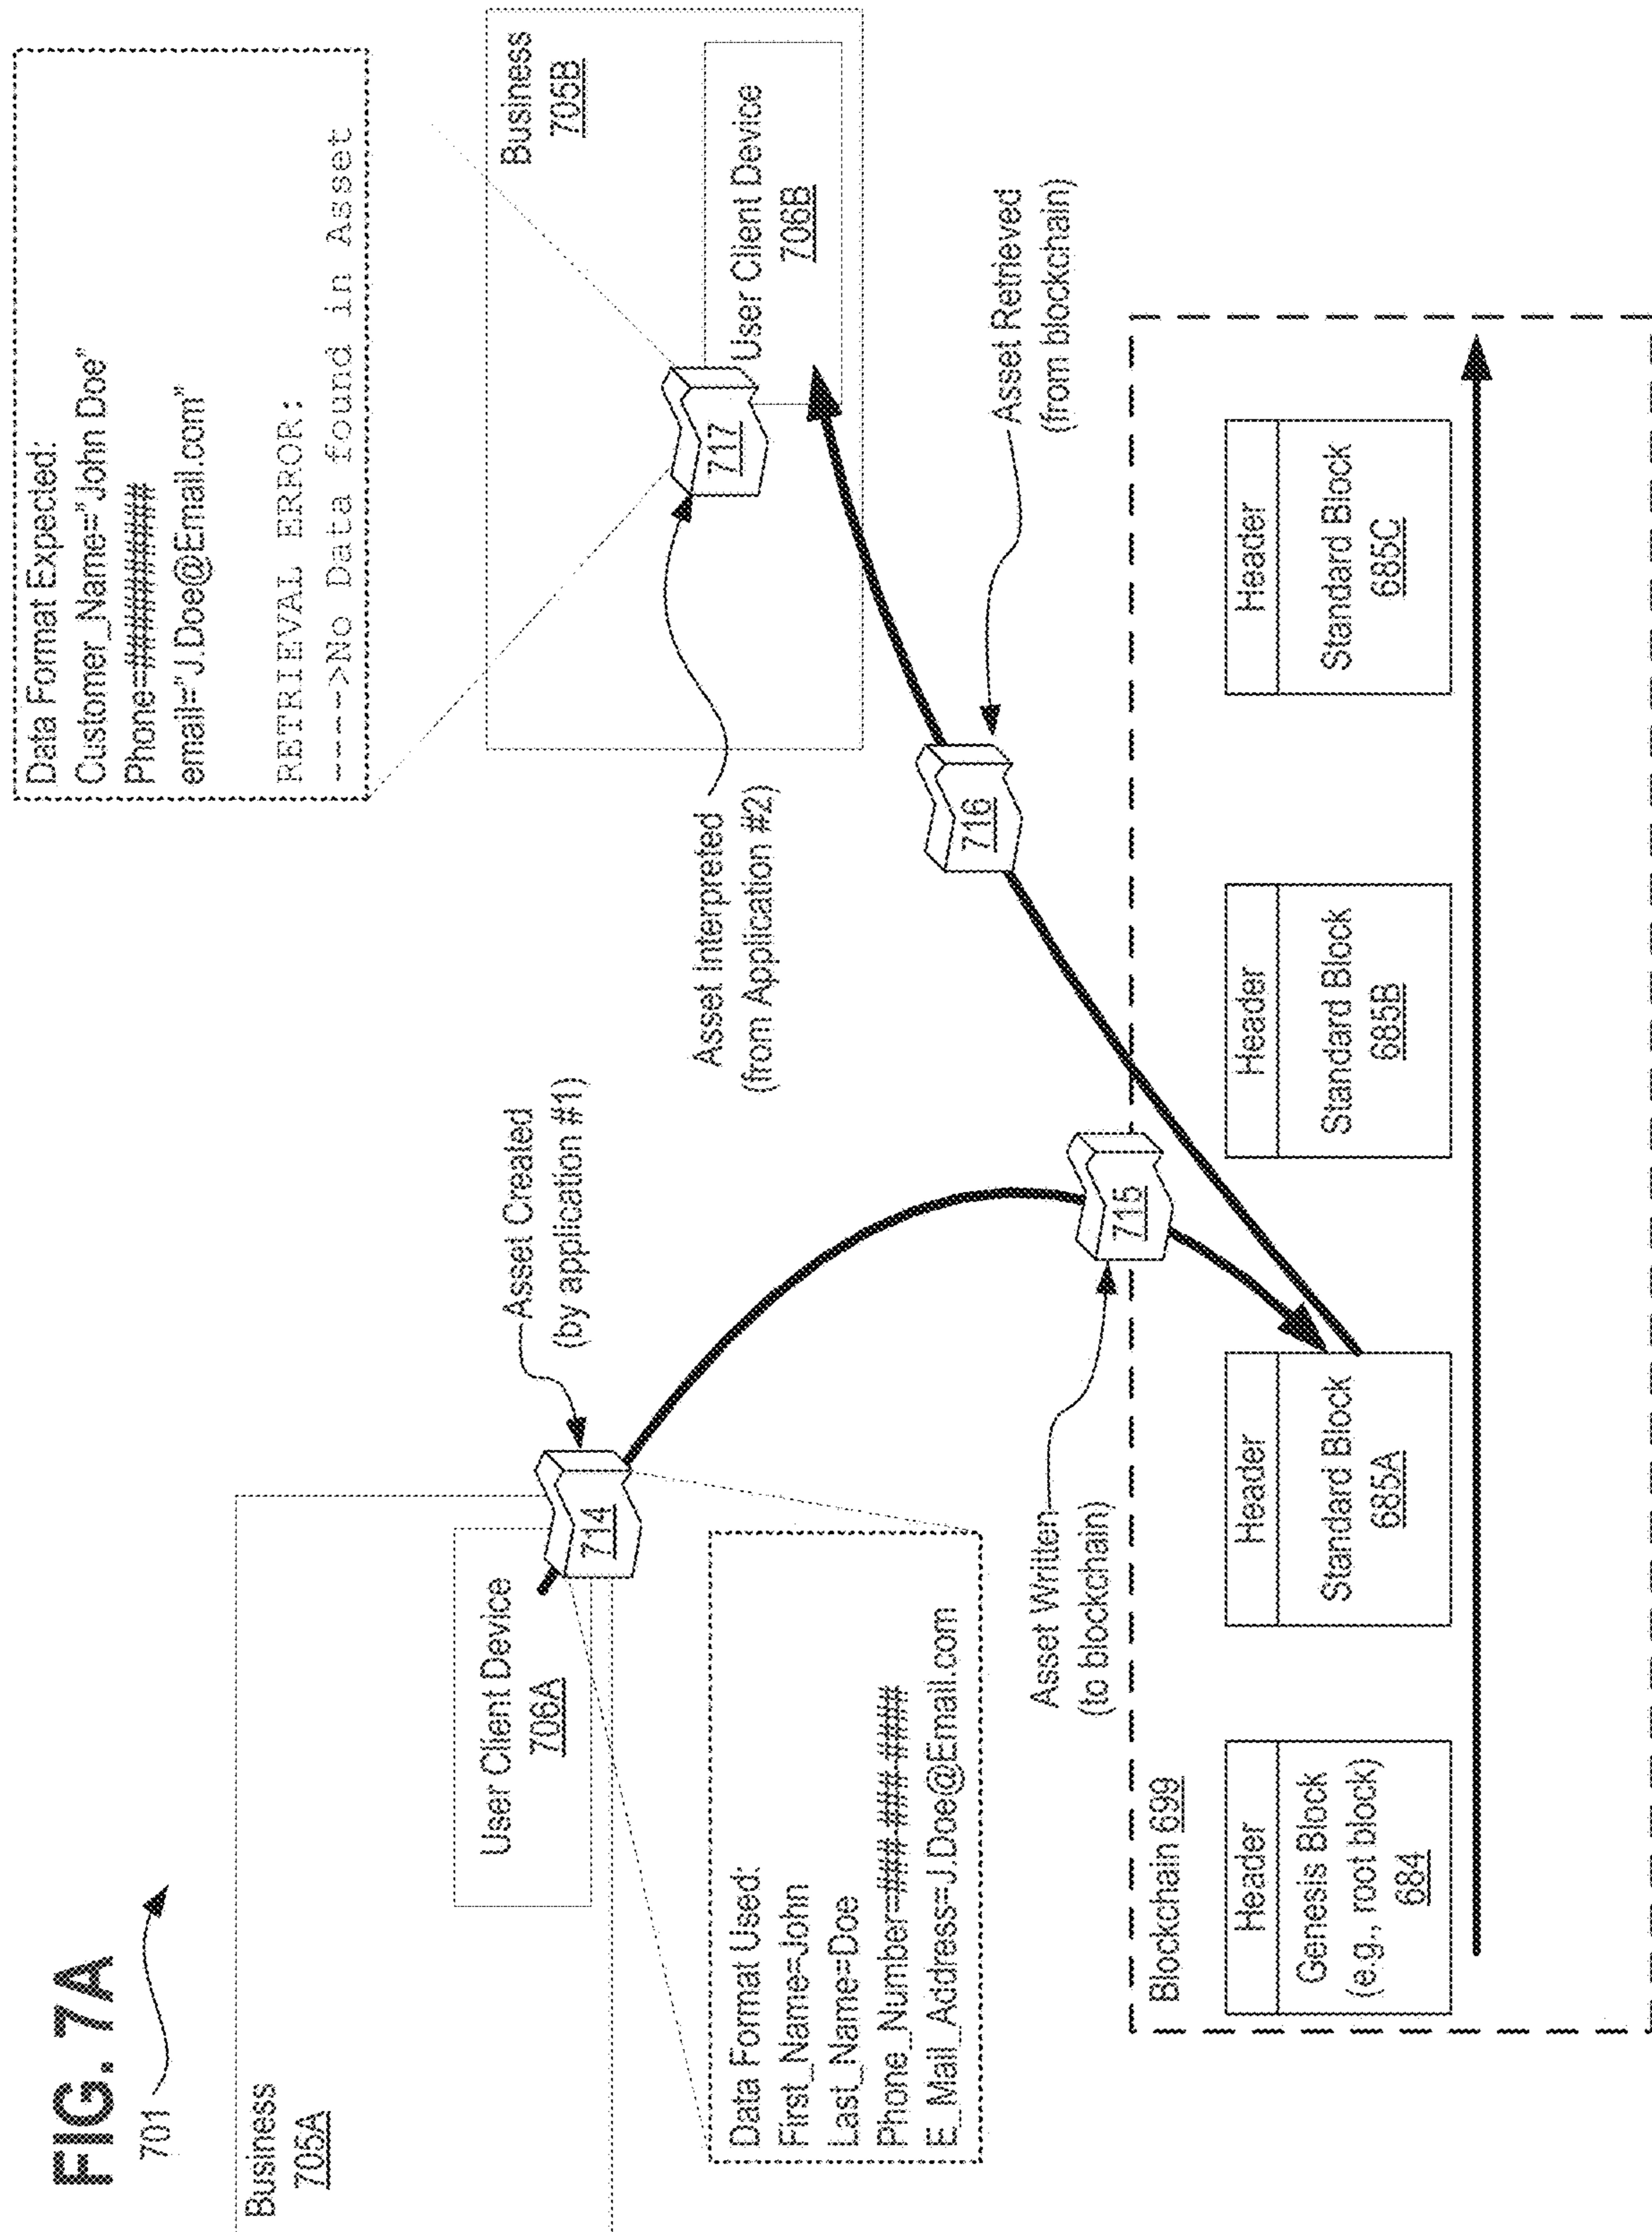 FIG. 7A
701
Business
705A
User Client Device
706A
714
Asset Created
(by application #1)
Data Format Used:
First_Name=John
Last_Name=Doe
Phone_Number=###-###-####
E_Mail_Address=J.Doe@Email.com
Data Format Expected:
Customer_Name="John Doe"
Phone=##########
email="J.Doe@Email.com"
RETRIEVAL ERROR:
---->No Data found in Asset
Business
705B
User Client Device
706B
717
Asset Interpreted
(from Application #2)
716
Asset Retrieved
(from blockchain)
715
Asset Written
(to blockchain)
Blockchain 699
Header
Genesis Block
(e.g., root block)
684
Header
Standard Block
685A
Header
Standard Block
685B
Header
Standard Block
685C